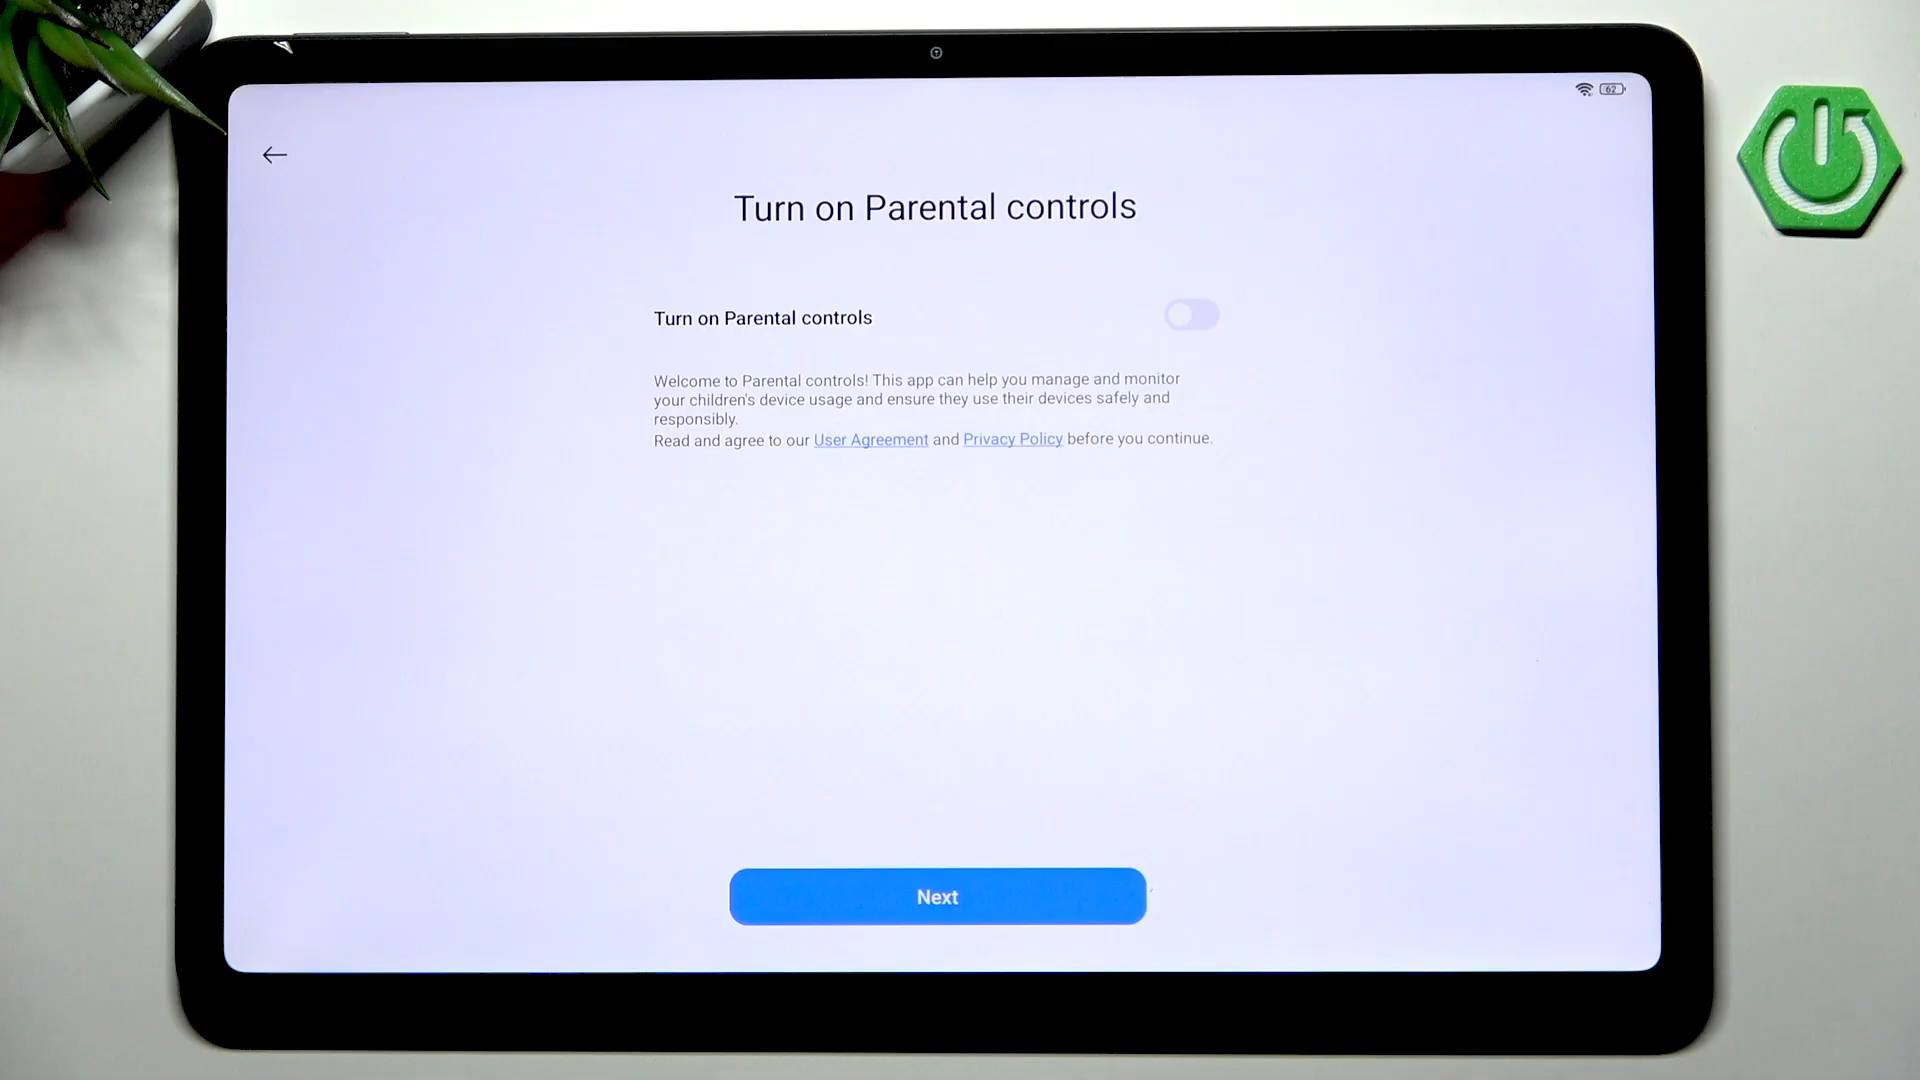 62
Turn on Parental controls
Turn on Parental controls
Welcome to Parental controls! This app can help you manage and monitor
your children's device usage and ensure they use their devices safely and
responsibly.
Read and agree to our User Agreement and Privacy Policy before you continue.
Next